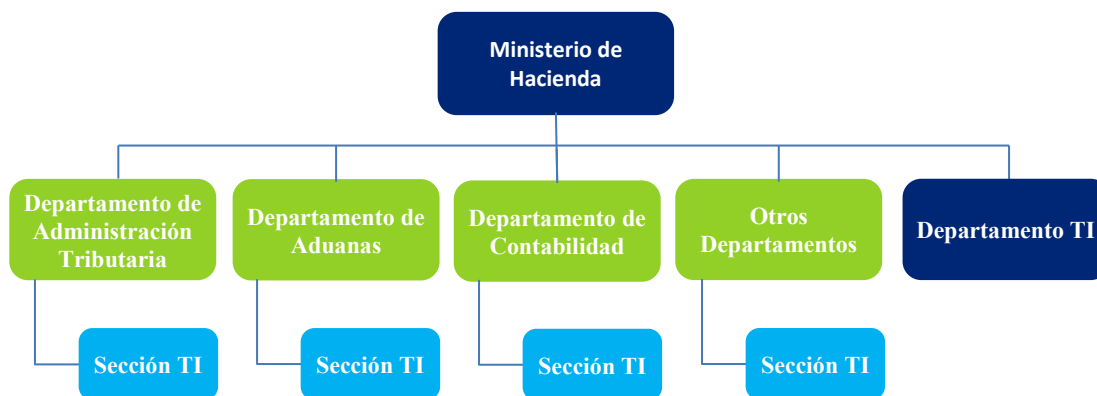 Ministerio de
Hacienda
Departamento de
Administración
Tributaria
Departamento de
Aduanas
Departamento de
Contabilidad
Otros
Departamentos
Departamento TI
Sección TI
Sección TI
Sección TI
Sección TI